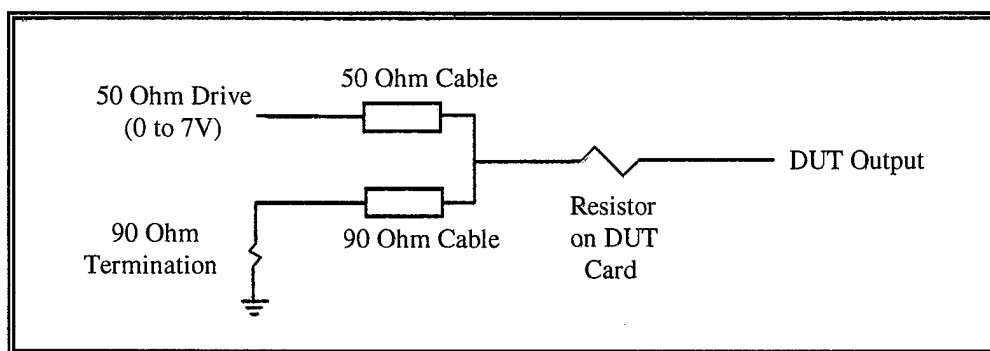 50 Ohm Drive
(0 to 7V)
50 Ohm Cable
DUT Output
90 Ohm
Termination
90 Ohm Cable
Resistor
on DUT
Card